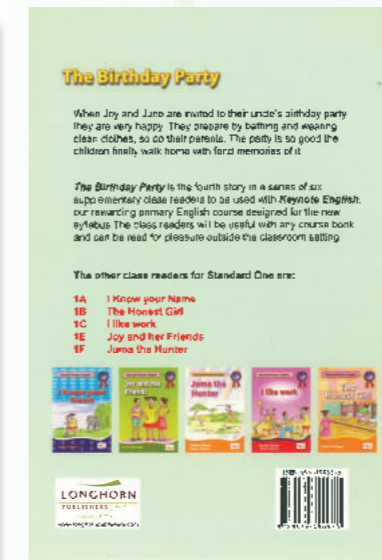 The Birthday Party
When Joy and Juno are invited to their uncle's birthday party
they are very happy. They prepare by bathing and wearing
clean clothes, so do their parents. The party is so good the
children finally walk home with fond memories of it.
The Birthday Party is the fourth story in a series of six
supplementary class readers to be used with Keynote English,
our rewarding primary English course designed for the new
syllabus. The class readers will be useful with any course book
and can be read for pleasure outside the classroom setting.
The other class readers for Standard One are:
1A I Know your Name
1B The Honest Girl
1C I like work
1E Joy and her Friends
1F Juma the Hunter
I Know your Name
Joy and her Friends
Juma the Hunter
I like work
The Honest Girl
LONGHORN
PUBLISHERS